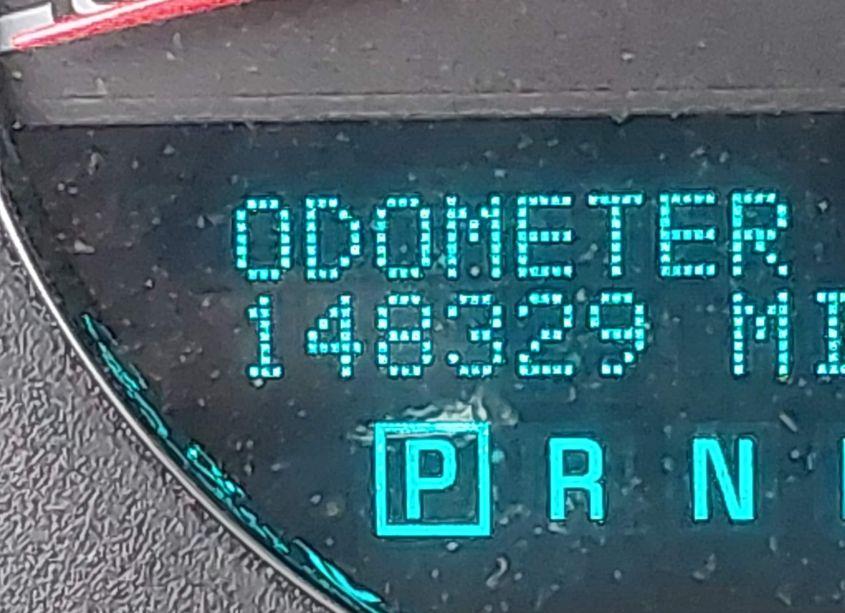 ODOMETER
148329 MI
P R N